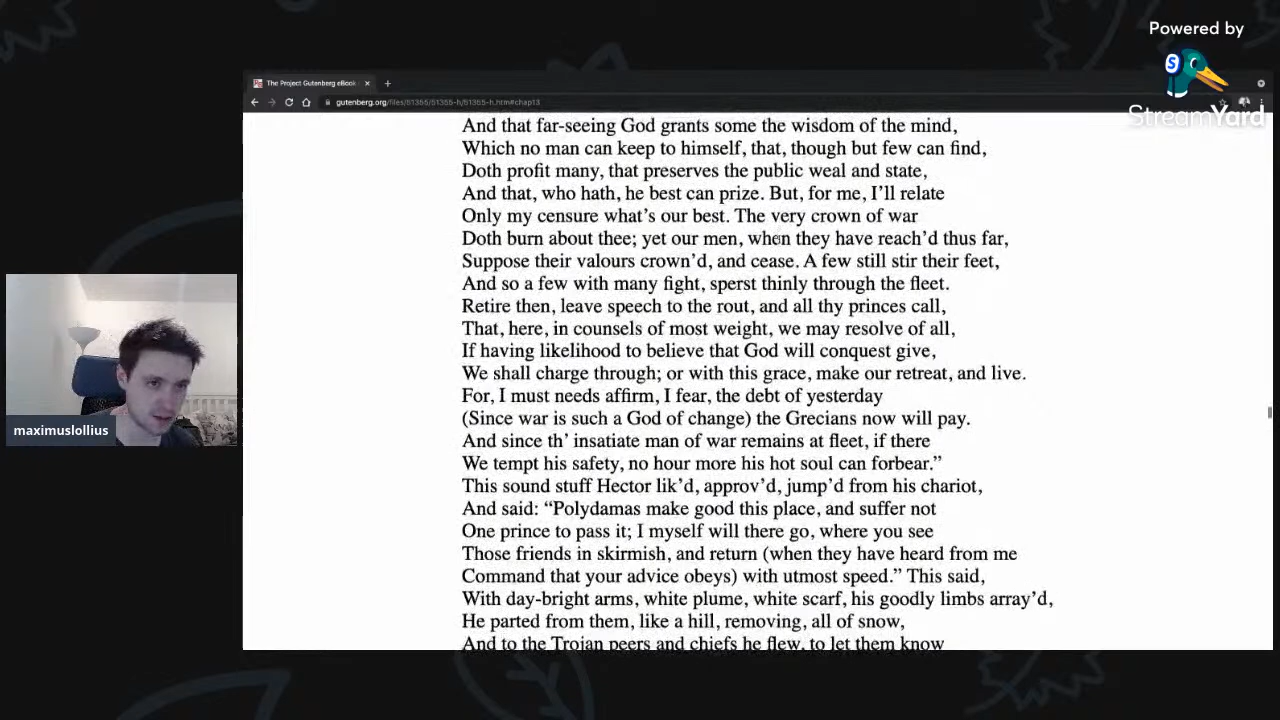 Powered by
StreamYard
The Project Gutenberg eBook
gutenberg.org/files/51355/51355-h/51355-h.htm#chap13
And that far-seeing God grants some the wisdom of the mind,
Which no man can keep to himself, that, though but few can find,
Doth profit many, that preserves the public weal and state,
And that, who hath, he best can prize. But, for me, I’ll relate
Only my censure what’s our best. The very crown of war
Doth burn about thee; yet our men, when they have reach’d thus far,
Suppose their valours crown’d, and cease. A few still stir their feet,
And so a few with many fight, sperst thinly through the fleet.
Retire then, leave speech to the rout, and all thy princes call,
That, here, in counsels of most weight, we may resolve of all,
If having likelihood to believe that God will conquest give,
We shall charge through; or with this grace, make our retreat, and live.
For, I must needs affirm, I fear, the debt of yesterday
(Since war is such a God of change) the Grecians now will pay.
And since th’ insatiate man of war remains at fleet, if there
We tempt his safety, no hour more his hot soul can forbear.”
This sound stuff Hector lik’d, approv’d, jump’d from his chariot,
And said: “Polydamas make good this place, and suffer not
One prince to pass it; I myself will there go, where you see
Those friends in skirmish, and return (when they have heard from me
Command that your advice obeys) with utmost speed.” This said,
With day-bright arms, white plume, white scarf, his goodly limbs array’d,
He parted from them, like a hill, removing, all of snow,
And to the Trojan peers and chiefs he flew, to let them know
maximuslollius